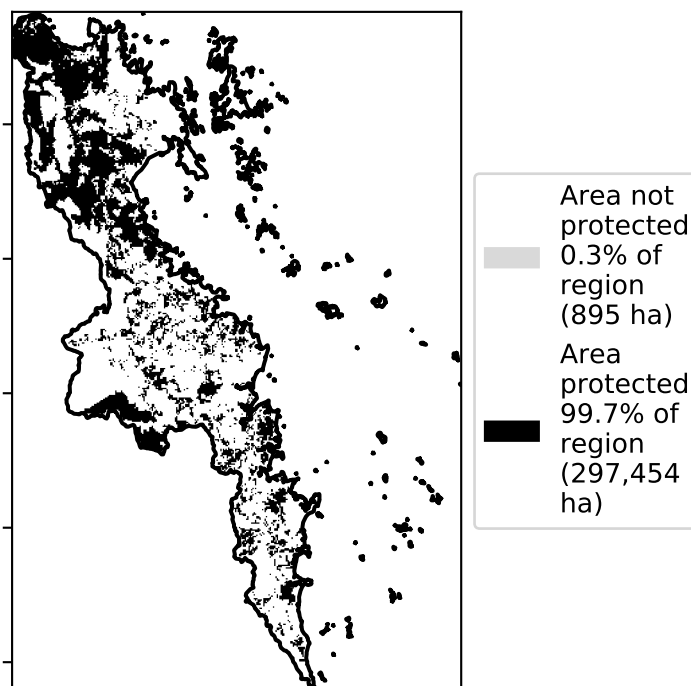 Area not
protected
0.3% of
region
(895 ha)
Area
protected
99.7% of
region
(297,454
ha)